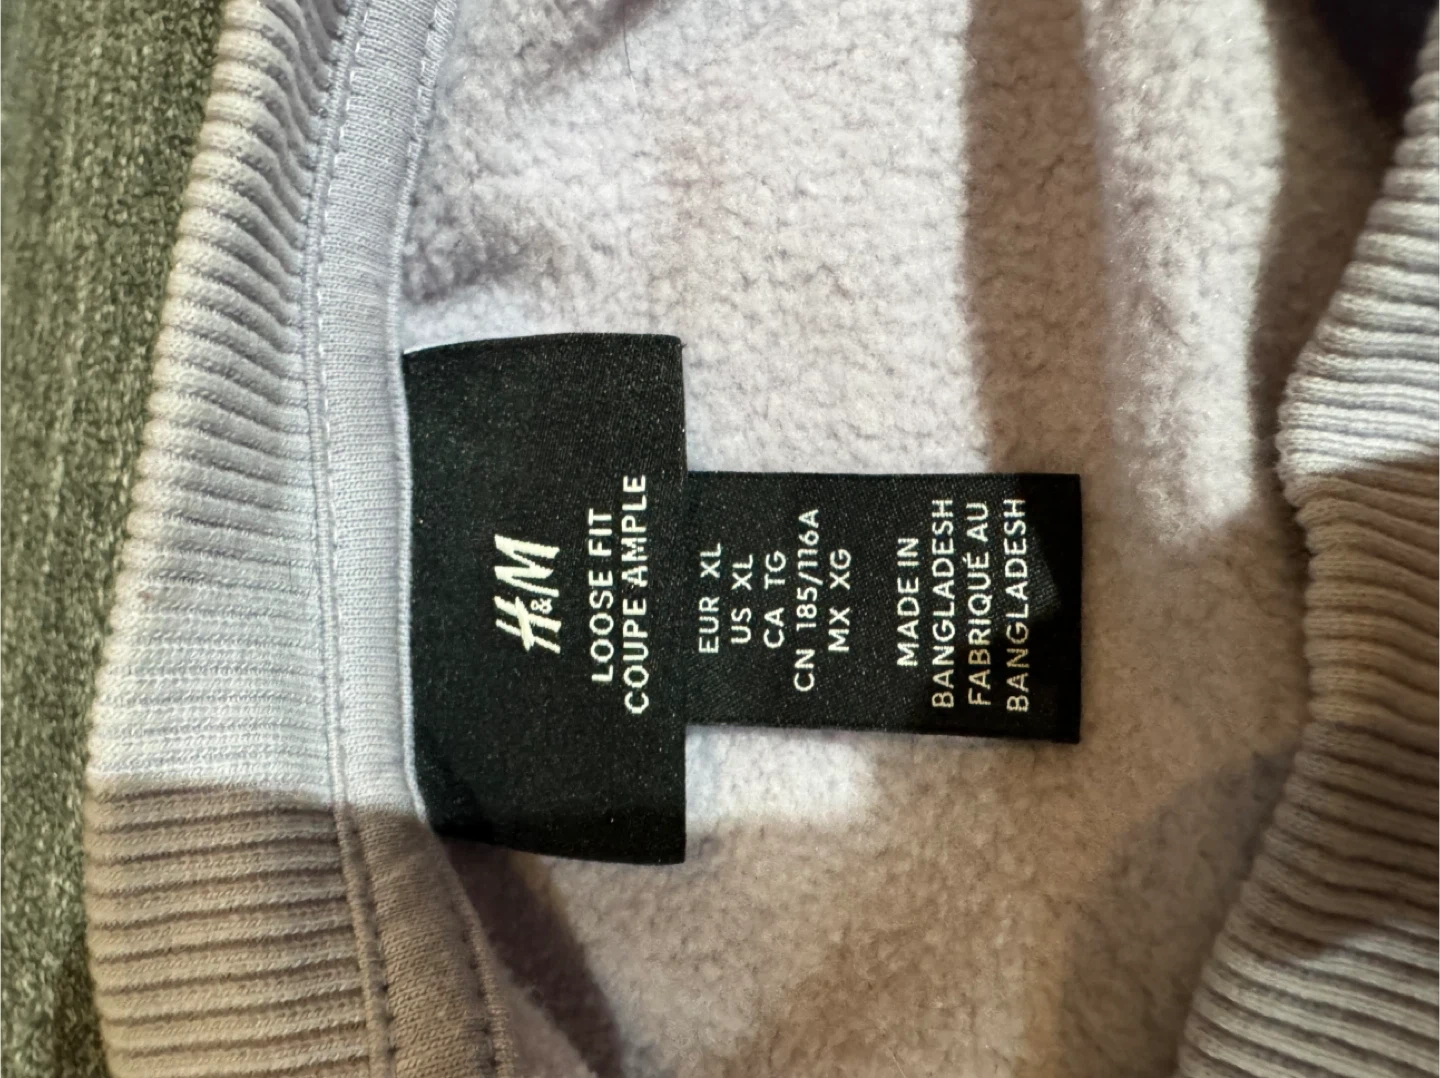 H&M
LOOSE FIT
COUPE AMPLE
EUR XL
US XL
CA TG
CN 185/116A
MX XG
MADE IN
BANGLADESH
FABRIQUÉ AU
BANGLADESH